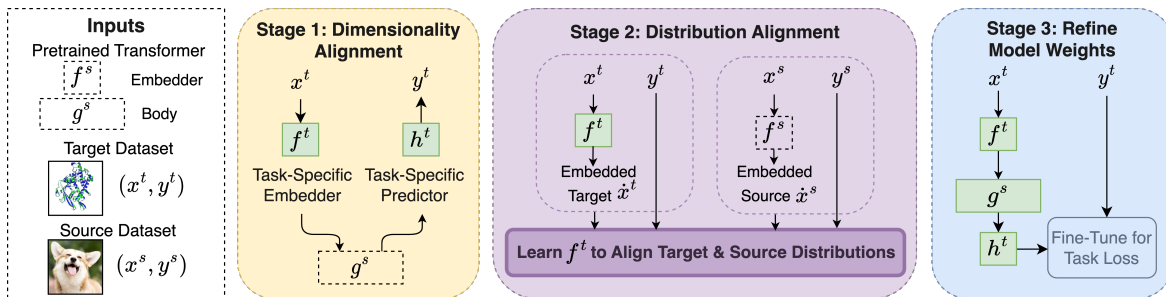 Inputs
Pretrained Transformer
f^s Embedder
g^s Body
Target Dataset
(x^t, y^t)
Source Dataset
(x^s, y^s)
Stage 1: Dimensionality
Alignment
x^t y^t
f^t h^t
Task-Specific Task-Specific
Embedder Predictor
g^s
Stage 2: Distribution Alignment
x^t y^t x^s y^s
f^t f^s
Embedded Embedded
Target ẋ^t Source ẋ^s
Learn f^t to Align Target & Source Distributions
Stage 3: Refine
Model Weights
x^t y^t
f^t
g^s
h^t
Fine-Tune for
Task Loss